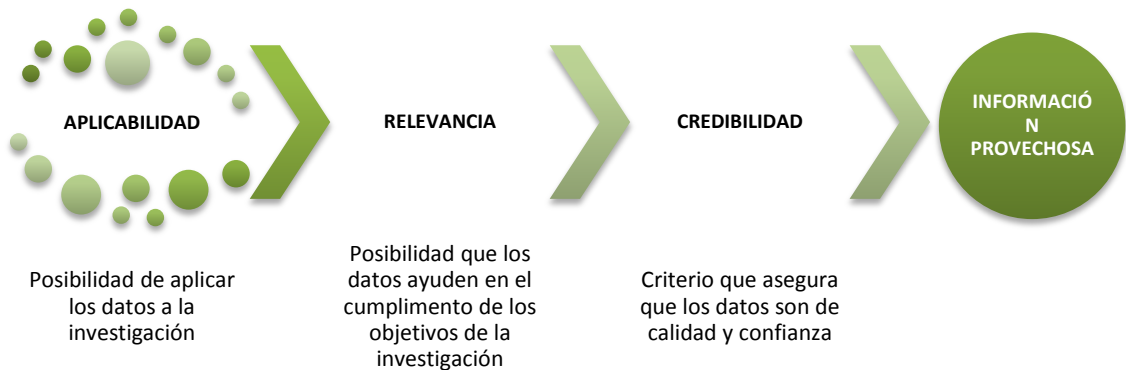 APLICABILIDAD
RELEVANCIA
CREDIBILIDAD
INFORMACIÓ
N
PROVECHOSA
Posibilidad de aplicar
los datos a la
investigación
Posibilidad que los
datos ayuden en el
cumplimento de los
objetivos de la
investigación
Criterio que asegura
que los datos son de
calidad y confianza